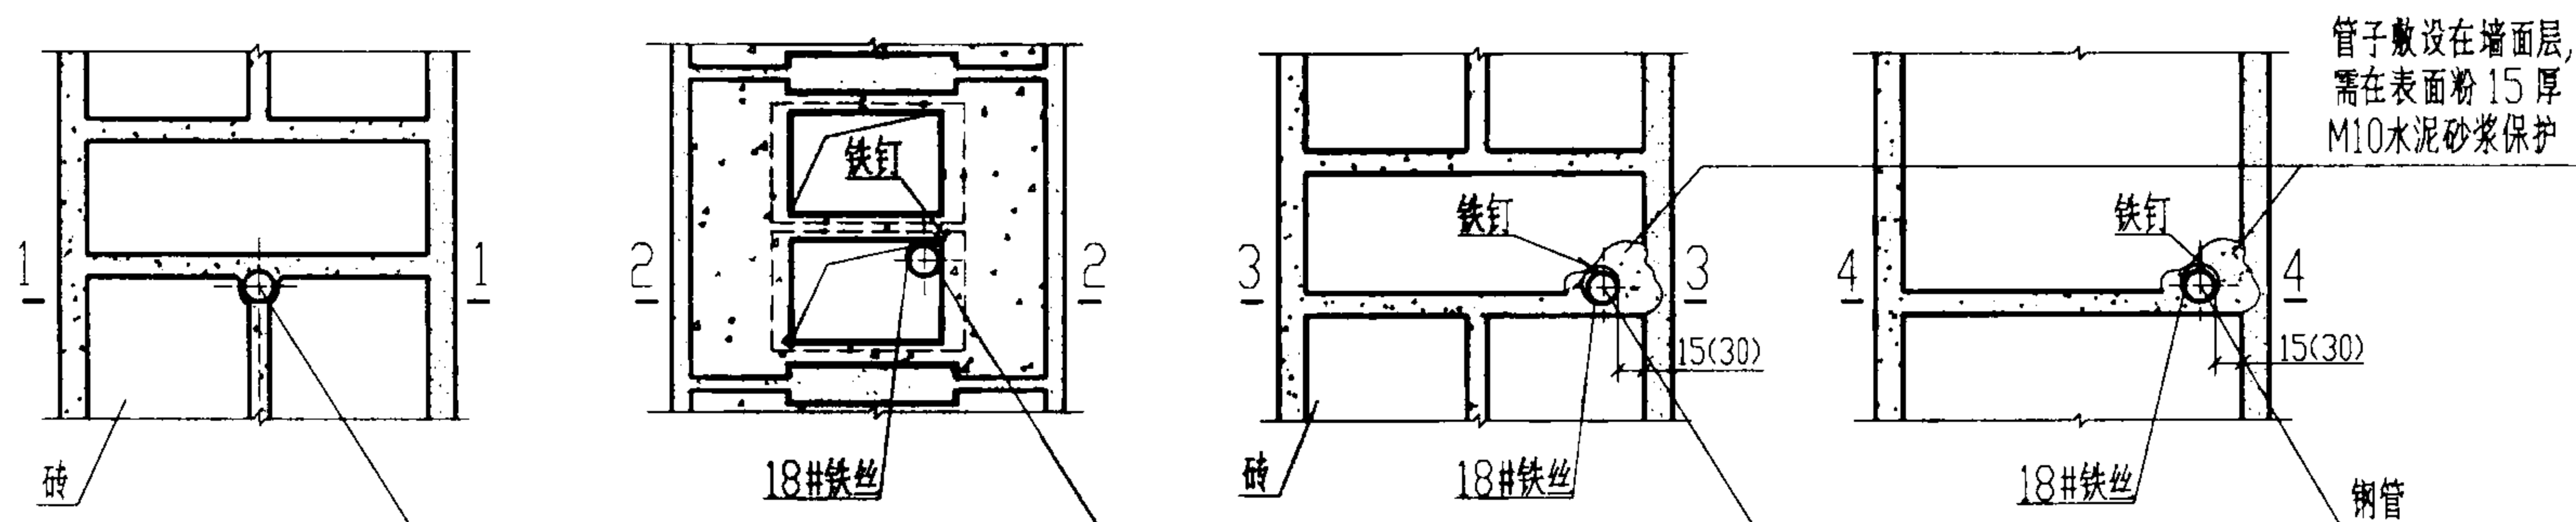 管子敷设在墙面层,
需在表面粉15厚
M10水泥砂浆保护
铁钉
铁钉
铁钉
1 1
2 2
3 3
4 4
15(30)
15(30)
砖
18#铁丝
砖
18#铁丝
18#铁丝
钢管